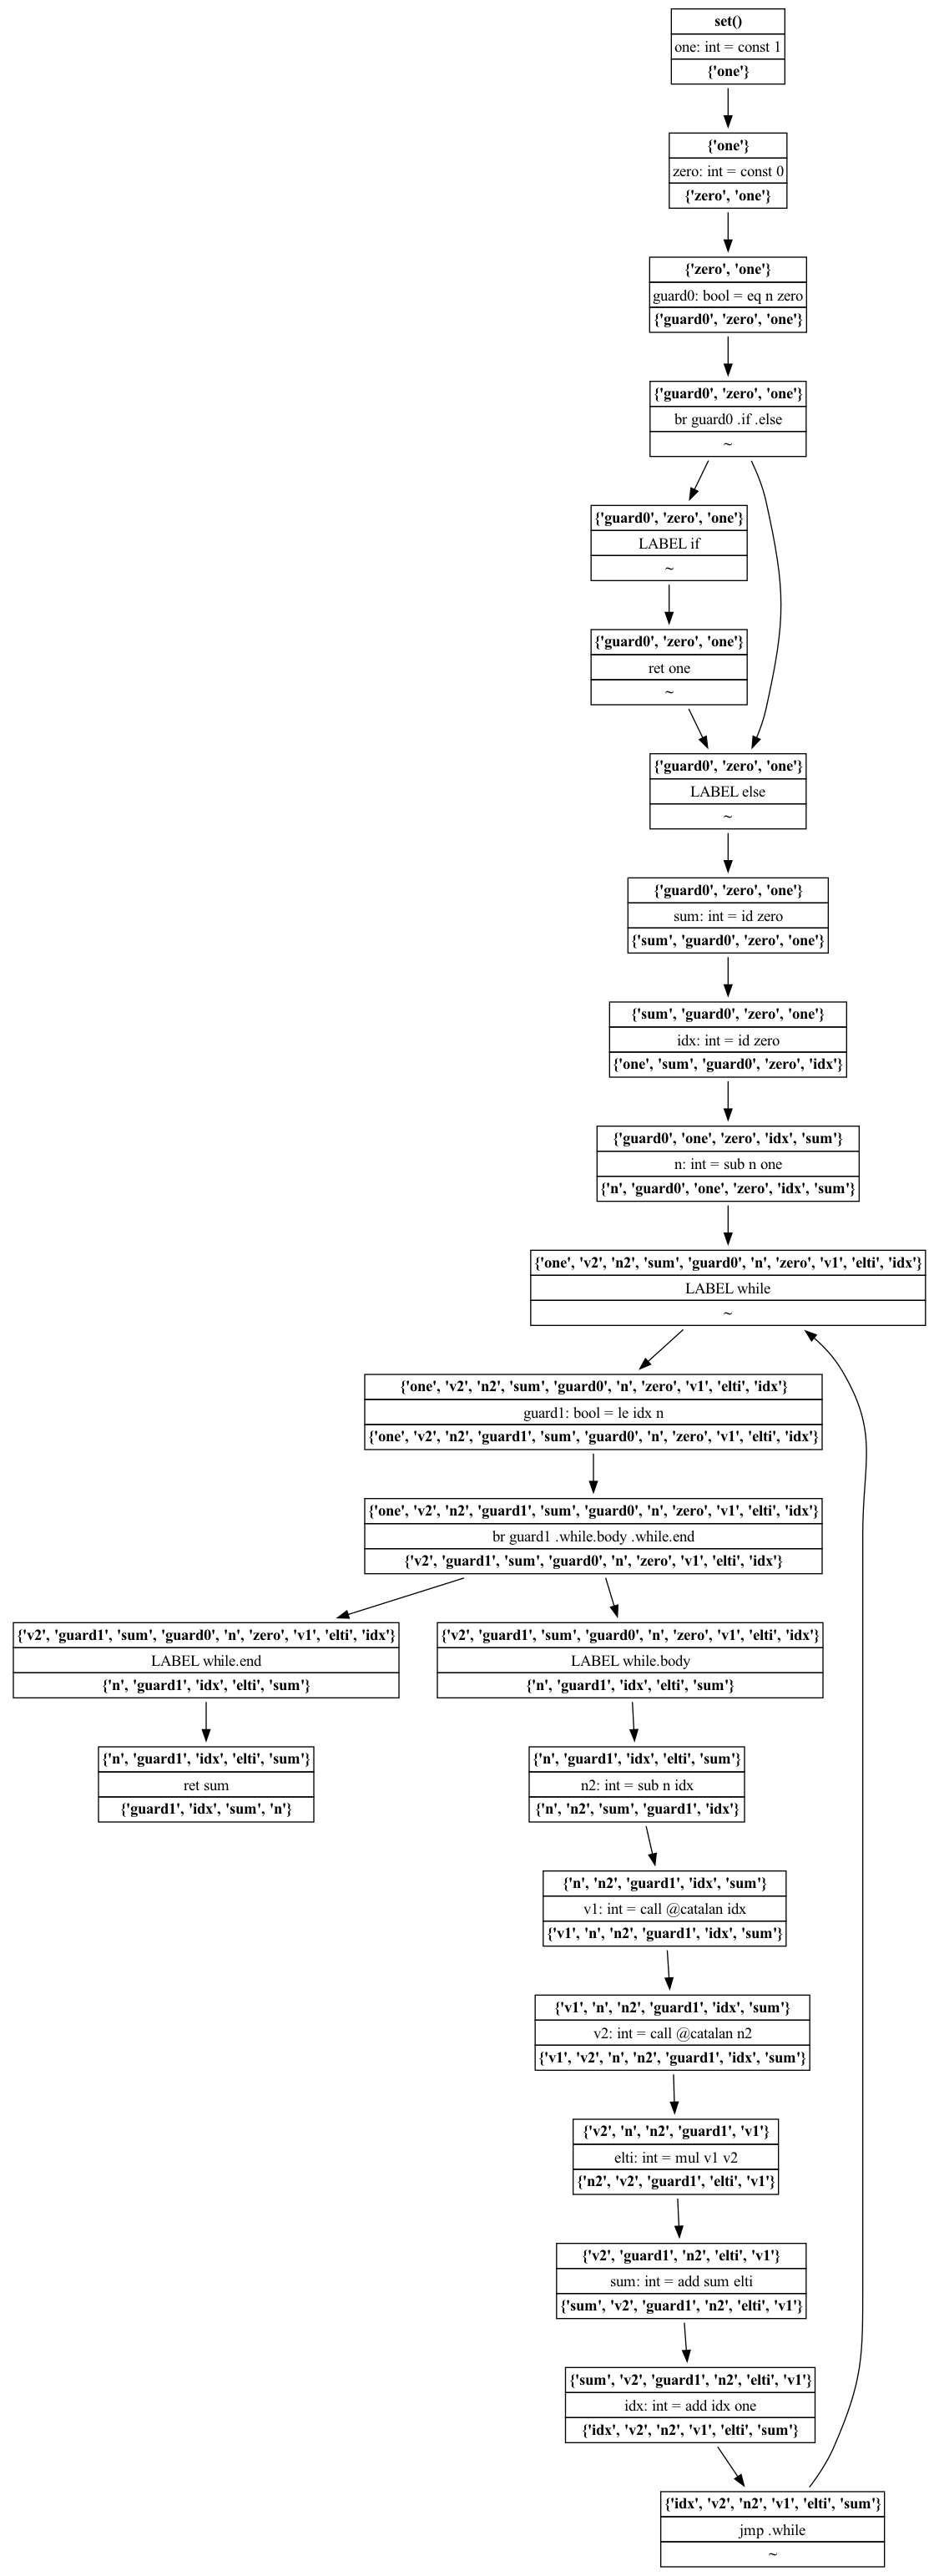 set()
one: int = const 1
{'one'}
{'one'}
zero: int = const 0
{'zero', 'one'}
{'zero', 'one'}
guard0: bool = eq n zero
{'guard0', 'zero', 'one'}
{'guard0', 'zero', 'one'}
br guard0 .if .else
~
{'guard0', 'zero', 'one'}
LABEL if
~
{'guard0', 'zero', 'one'}
ret one
~
{'guard0', 'zero', 'one'}
LABEL else
~
{'guard0', 'zero', 'one'}
sum: int = id zero
{'sum', 'guard0', 'zero', 'one'}
{'sum', 'guard0', 'zero', 'one'}
idx: int = id zero
{'one', 'sum', 'guard0', 'zero', 'idx'}
{'guard0', 'one', 'zero', 'idx', 'sum'}
n: int = sub n one
{'n', 'guard0', 'one', 'zero', 'idx', 'sum'}
{'one', 'v2', 'n2', 'sum', 'guard0', 'n', 'zero', 'v1', 'elti', 'idx'}
LABEL while
~
{'one', 'v2', 'n2', 'sum', 'guard0', 'n', 'zero', 'v1', 'elti', 'idx'}
guard1: bool = le idx n
{'one', 'v2', 'n2', 'guard1', 'sum', 'guard0', 'n', 'zero', 'v1', 'elti', 'idx'}
{'one', 'v2', 'n2', 'guard1', 'sum', 'guard0', 'n', 'zero', 'v1', 'elti', 'idx'}
br guard1 .while.body .while.end
{'v2', 'guard1', 'sum', 'guard0', 'n', 'zero', 'v1', 'elti', 'idx'}
{'v2', 'guard1', 'sum', 'guard0', 'n', 'zero', 'v1', 'elti', 'idx'}
LABEL while.end
{'n', 'guard1', 'idx', 'elti', 'sum'}
{'v2', 'guard1', 'sum', 'guard0', 'n', 'zero', 'v1', 'elti', 'idx'}
LABEL while.body
{'n', 'guard1', 'idx', 'elti', 'sum'}
{'n', 'guard1', 'idx', 'elti', 'sum'}
ret sum
{'guard1', 'idx', 'sum', 'n'}
{'n', 'guard1', 'idx', 'elti', 'sum'}
n2: int = sub n idx
{'n', 'n2', 'sum', 'guard1', 'idx'}
{'n', 'n2', 'guard1', 'idx', 'sum'}
v1: int = call @catalan idx
{'v1', 'n', 'n2', 'guard1', 'idx', 'sum'}
{'v1', 'n', 'n2', 'guard1', 'idx', 'sum'}
v2: int = call @catalan n2
{'v1', 'v2', 'n', 'n2', 'guard1', 'idx', 'sum'}
{'v2', 'n', 'n2', 'guard1', 'v1'}
elti: int = mul v1 v2
{'n2', 'v2', 'guard1', 'elti', 'v1'}
{'v2', 'guard1', 'n2', 'elti', 'v1'}
sum: int = add sum elti
{'sum', 'v2', 'guard1', 'n2', 'elti', 'v1'}
{'sum', 'v2', 'guard1', 'n2', 'elti', 'v1'}
idx: int = add idx one
{'idx', 'v2', 'n2', 'v1', 'elti', 'sum'}
{'idx', 'v2', 'n2', 'v1', 'elti', 'sum'}
jmp .while
~